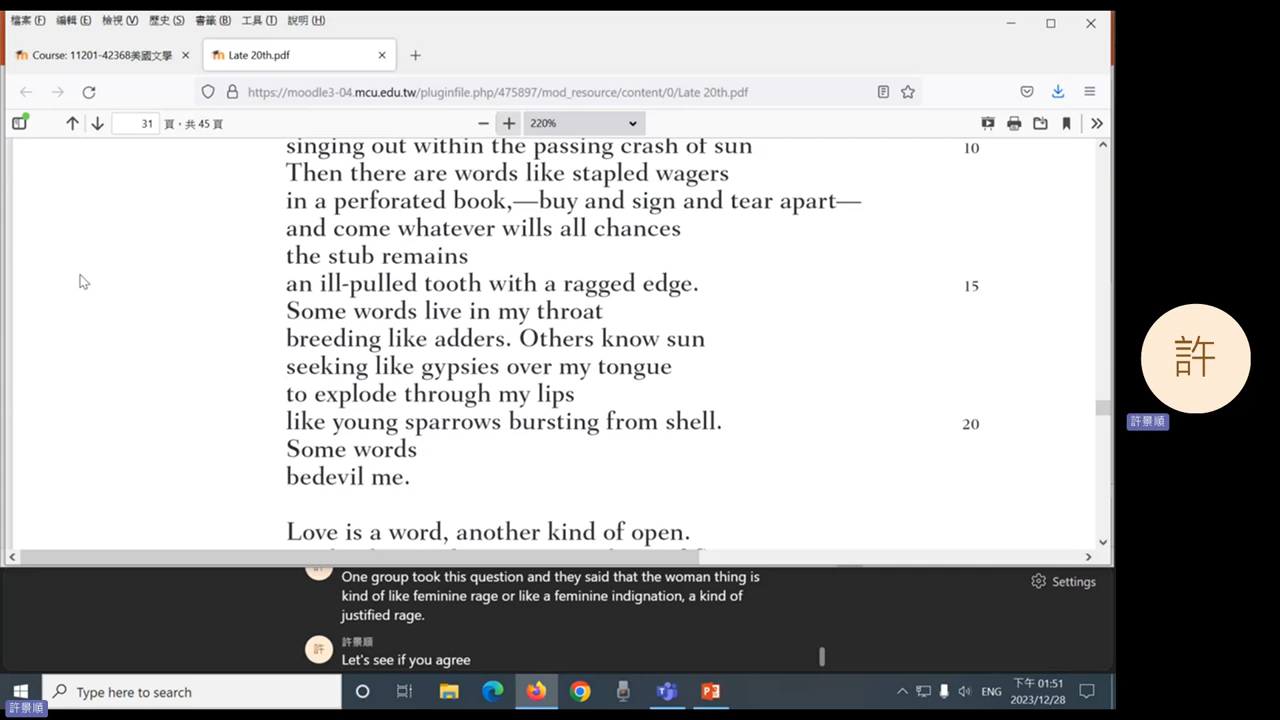 檔案(F) 編輯(E) 檢視(V) 歷史(S) 書籤(B) 工具(T) 說明(H)
Course: 11201-42368美國文學
Late 20th.pdf
https://moodle3-04.mcu.edu.tw/pluginfile.php/475897/mod_resource/content/0/Late 20th.pdf
31 頁，共 45 頁
220%
singing out within the passing crash of sun 10
Then there are words like stapled wagers
in a perforated book,—buy and sign and tear apart—
and come whatever wills all chances
the stub remains
an ill-pulled tooth with a ragged edge. 15
Some words live in my throat
breeding like adders. Others know sun
seeking like gypsies over my tongue
to explode through my lips
like young sparrows bursting from shell. 20
Some words
bedevil me.
Love is a word, another kind of open.
許
許景順
許
One group took this question and they said that the woman thing is
kind of like feminine rage or like a feminine indignation, a kind of
justified rage.
Settings
許
許景順
Let's see if you agree
Type here to search
ENG
下午 01:51
2023/12/28
許景順